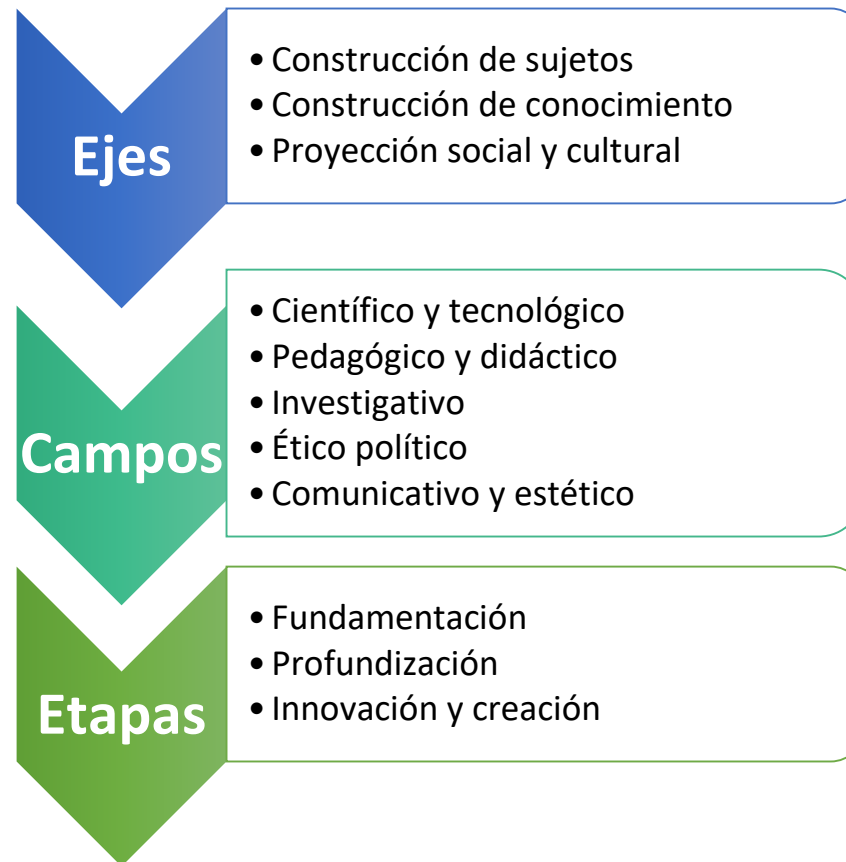 Ejes
• Construcción de sujetos
• Construcción de conocimiento
• Proyección social y cultural
Campos
• Científico y tecnológico
• Pedagógico y didáctico
• Investigativo
• Ético político
• Comunicativo y estético
Etapas
• Fundamentación
• Profundización
• Innovación y creación